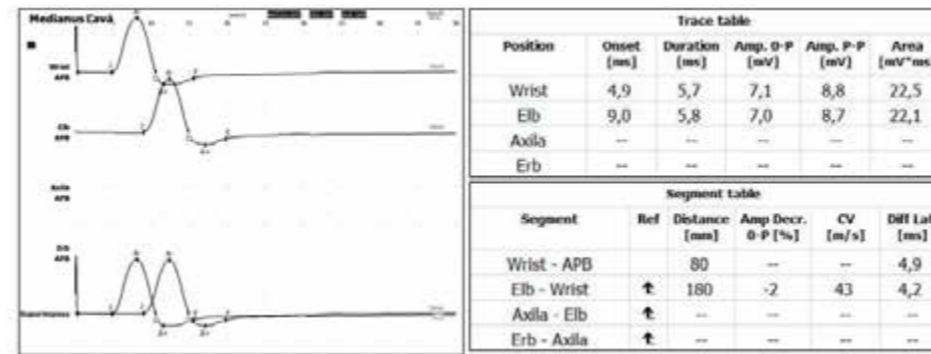 Medianus Cavá
Wrist
APB
Elb
APB
Axila
APB
Erb
APB
Trace table
Position Onset [ms] Duration [ms] Amp. 0-P [mV] Amp. P-P [mV] Area [mV*ms
Wrist 4,9 5,7 7,1 8,8 22,5
Elb 9,0 5,8 7,0 8,7 22,1
Axila -- -- -- -- --
Erb -- -- -- -- --
Segment table
Segment Ref Distance [mm] Amp Decr. 0-P [%] CV [m/s] Diff Lat [ms]
Wrist - APB 80 -- -- 4,9
Elb - Wrist 180 -2 43 4,2
Axila - Elb -- -- -- --
Erb - Axila -- -- -- --